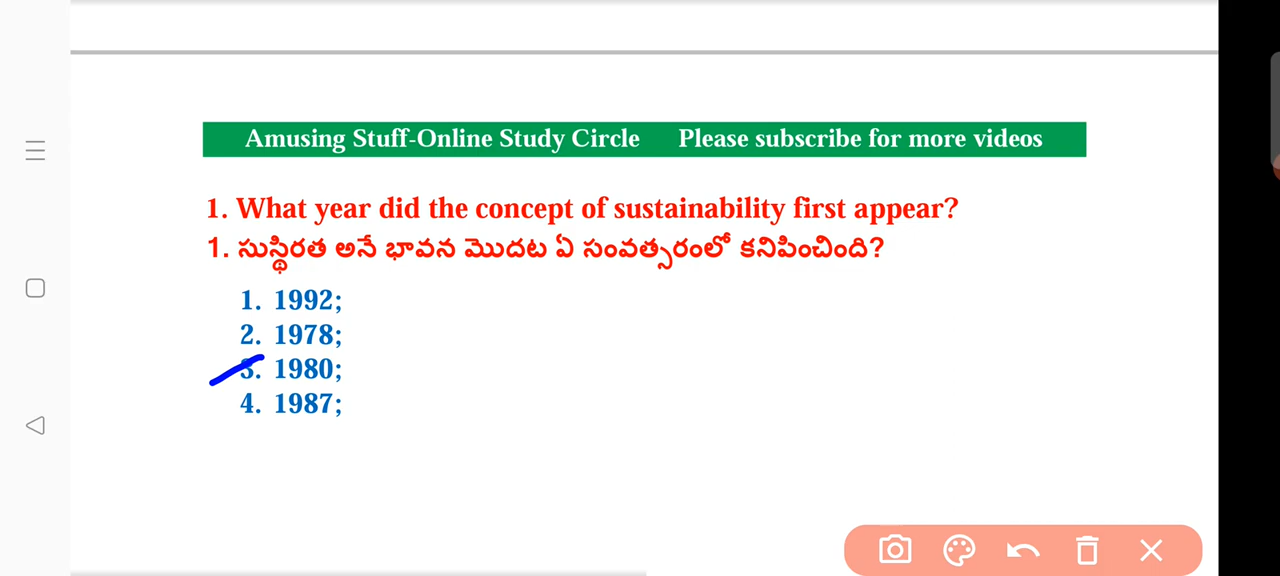 Amusing Stuff-Online Study Circle Please subscribe for more videos
1. What year did the concept of sustainability first appear?
1. సుస్థిరత అనే భావన మొదట ఏ సంవత్సరంలో కనిపించింది?
1. 1992;
2. 1978;
3. 1980;
4. 1987;